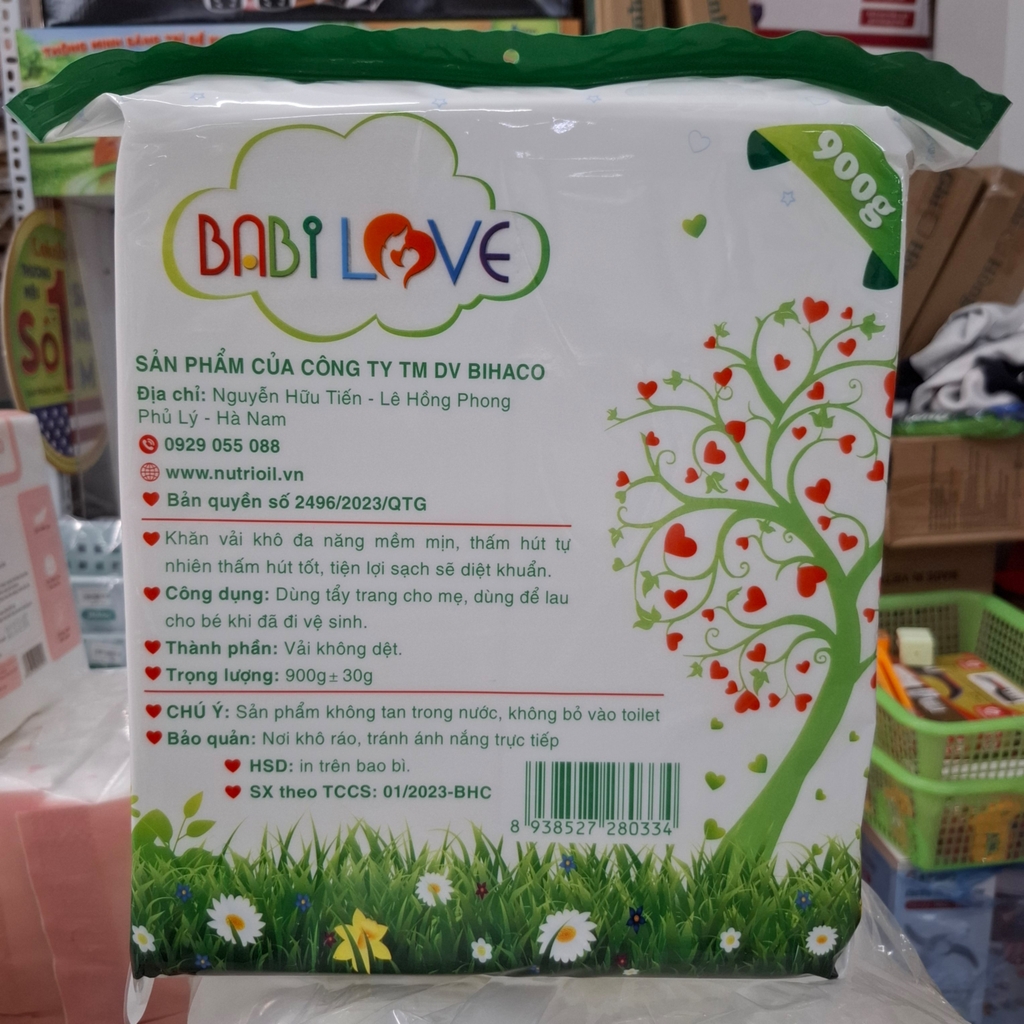 900g
BABI LOVE
SẢN PHẨM CỦA CÔNG TY TM DV BIHACO
Địa chỉ: Nguyễn Hữu Tiến - Lê Hồng Phong
Phủ Lý - Hà Nam
0929 055 088
www.nutrioil.vn
Bản quyền số 2496/2023/QTG
Khăn vải khô đa năng mềm mịn, thấm hút tự
nhiên thấm hút tốt, tiện lợi sạch sẽ diệt khuẩn.
Công dụng: Dùng tẩy trang cho mẹ, dùng để lau
cho bé khi đã đi vệ sinh.
Thành phần: Vải không dệt.
Trọng lượng: 900g± 30g
CHÚ Ý: Sản phẩm không tan trong nước, không bỏ vào toilet
Bảo quản: Nơi khô ráo, tránh ánh nắng trực tiếp
HSD: in trên bao bì.
SX theo TCCS: 01/2023-BHC
8 938527 280334
Số 1